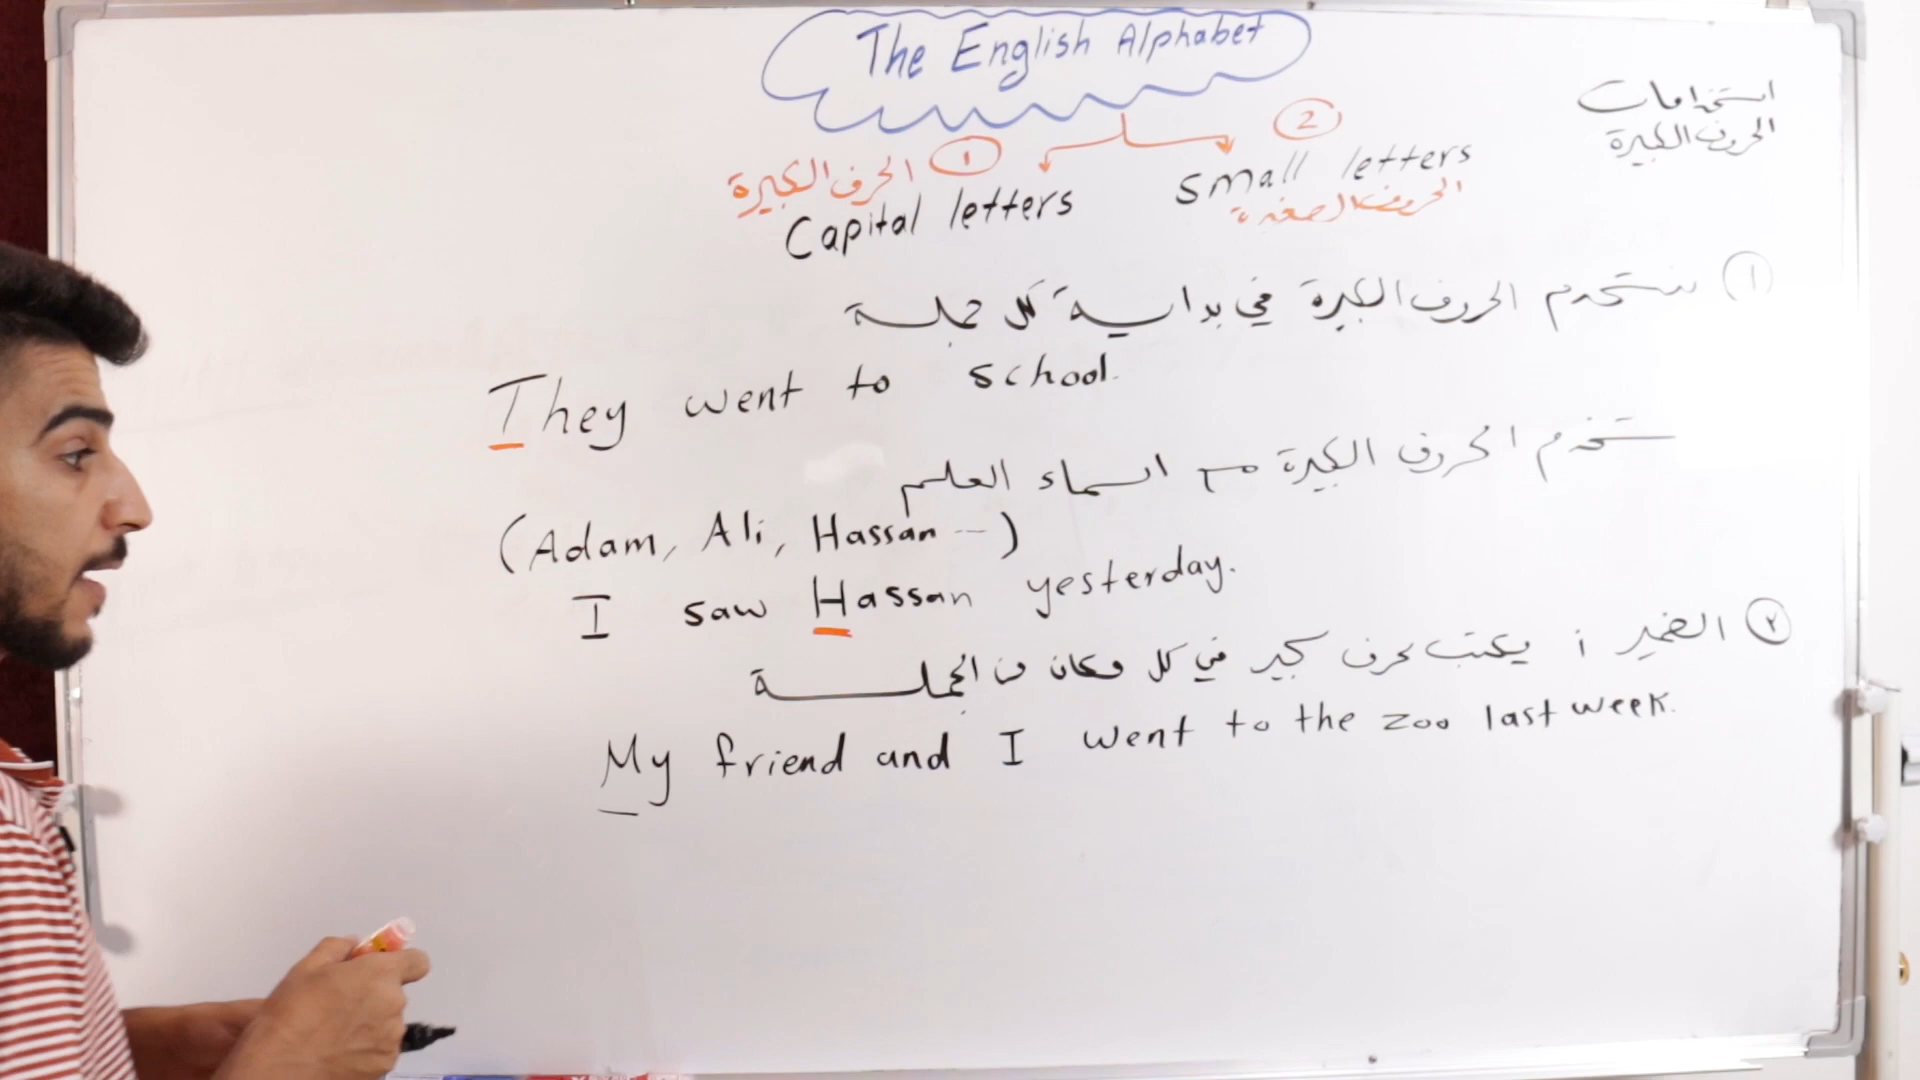 The English Alphabet
استخدامات
الحروف الكبيرة
① الحرف الكبيرة
②
Capital letters
small letters
الحروف الصغيرة
① نستخدم الحروف الكبيرة في بداية كل جملة
They went to school.
ستخدم الحروف الكبيرة مع اسماء العلم
(Adam, Ali, Hassan --)
I saw Hassan yesterday.
② الضمير i يكتب بحرف كبير في كل مكان من الجملة
My friend and I went to the zoo last week.